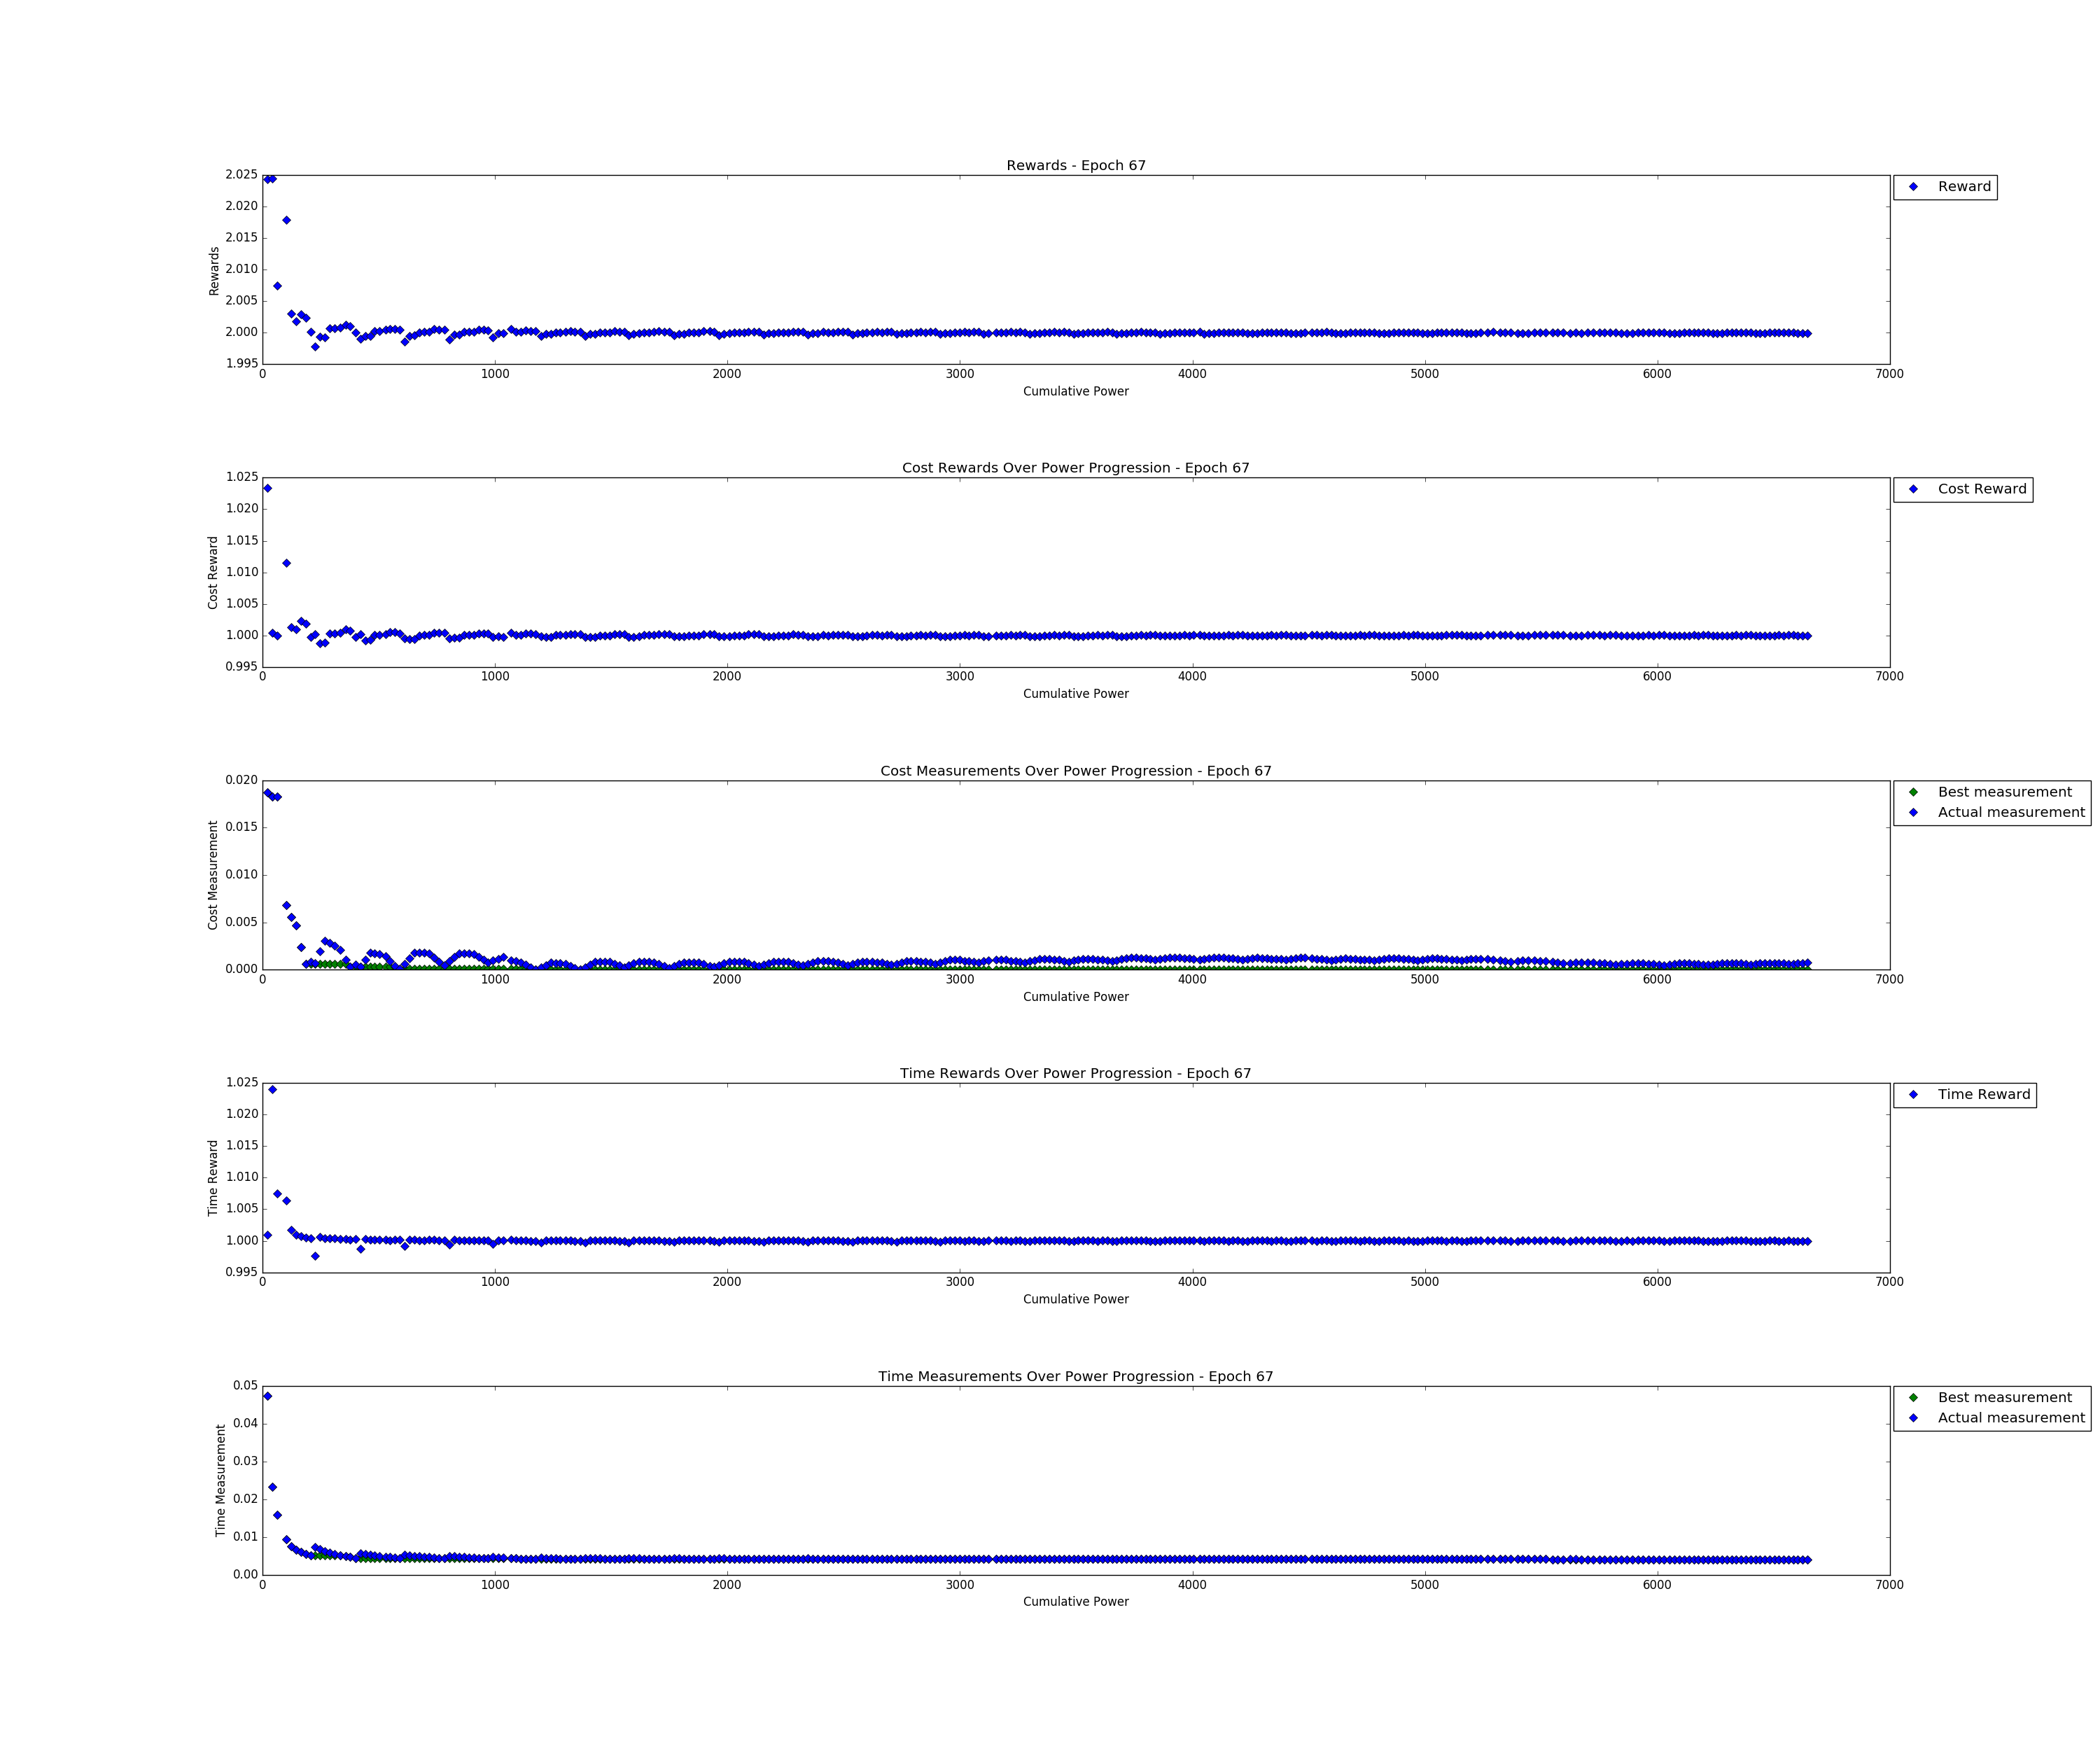 Rewards - Epoch 67
2.025
2.020
2.015
2.010
2.005
2.000
1.995
Rewards
0 1000 2000 3000 4000 5000 6000 7000
Cumulative Power
Reward
Cost Rewards Over Power Progression - Epoch 67
1.025
1.020
1.015
1.010
1.005
1.000
0.995
Cost Reward
0 1000 2000 3000 4000 5000 6000 7000
Cumulative Power
Cost Reward
Cost Measurements Over Power Progression - Epoch 67
0.020
0.015
0.010
0.005
0.000
Cost Measurement
0 1000 2000 3000 4000 5000 6000 7000
Cumulative Power
Best measurement
Actual measurement
Time Rewards Over Power Progression - Epoch 67
1.025
1.020
1.015
1.010
1.005
1.000
0.995
Time Reward
0 1000 2000 3000 4000 5000 6000 7000
Cumulative Power
Time Reward
Time Measurements Over Power Progression - Epoch 67
0.05
0.04
0.03
0.02
0.01
0.00
Time Measurement
0 1000 2000 3000 4000 5000 6000 7000
Cumulative Power
Best measurement
Actual measurement